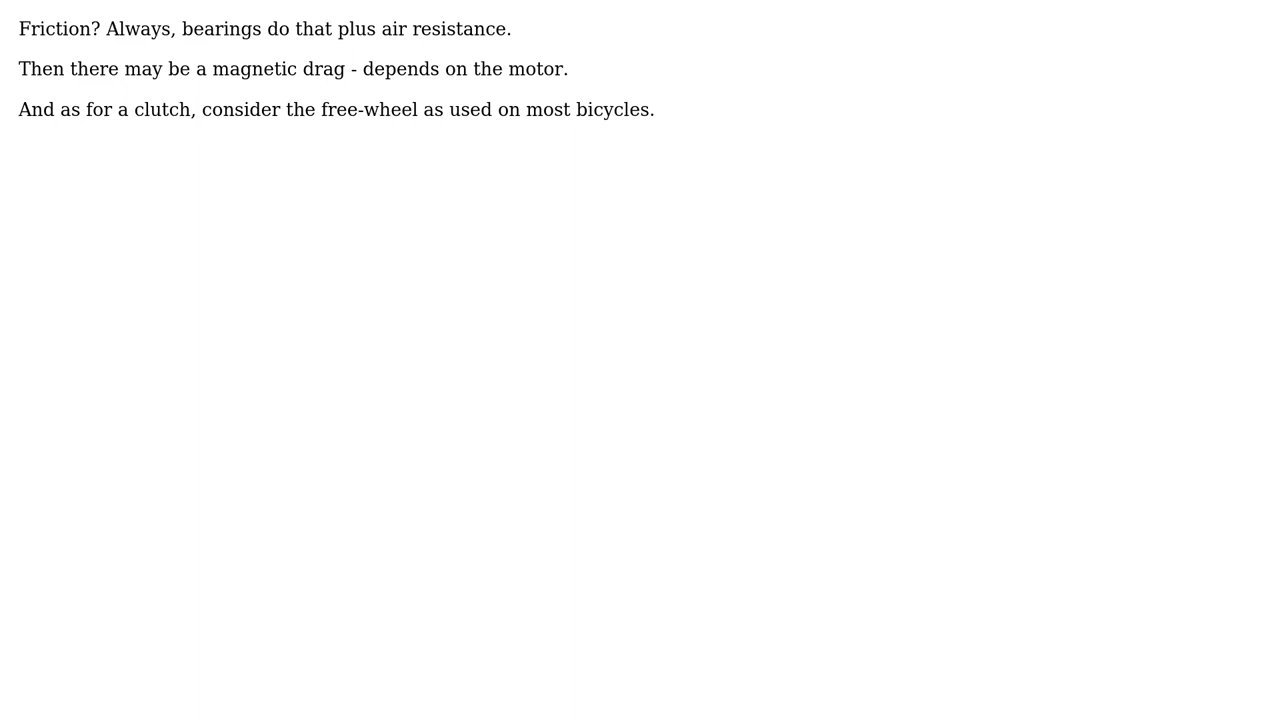 Friction? Always, bearings do that plus air resistance.
Then there may be a magnetic drag - depends on the motor.
And as for a clutch, consider the free-wheel as used on most bicycles.